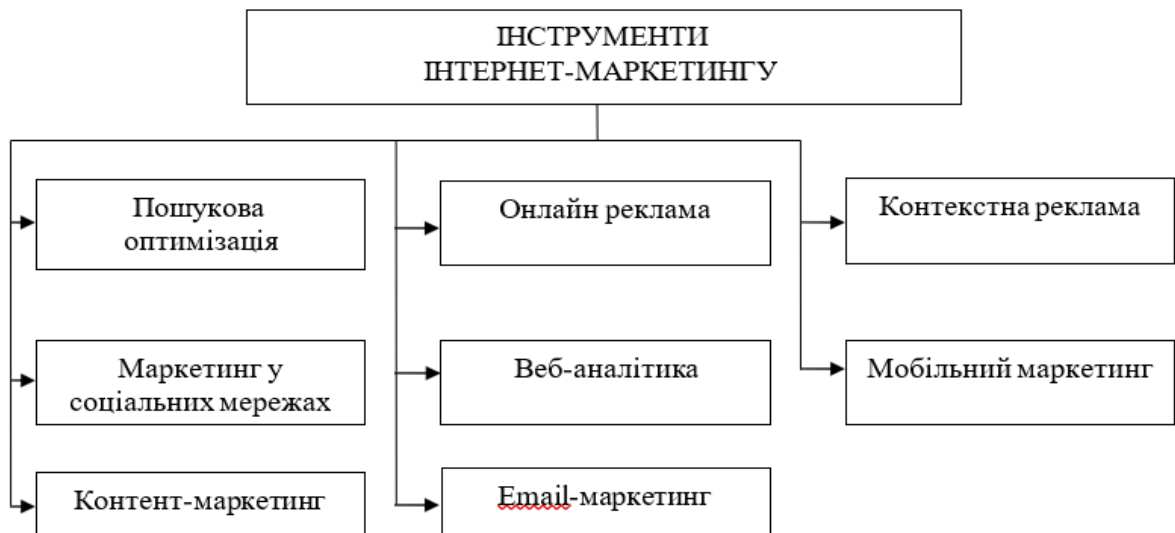 ІНСТРУМЕНТИ
ІНТЕРНЕТ-МАРКЕТИНГУ
Пошукова
оптимізація
Онлайн реклама
Контекстна реклама
Маркетинг у
соціальних мережах
Веб-аналітика
Мобільний маркетинг
Контент-маркетинг
Email-маркетинг